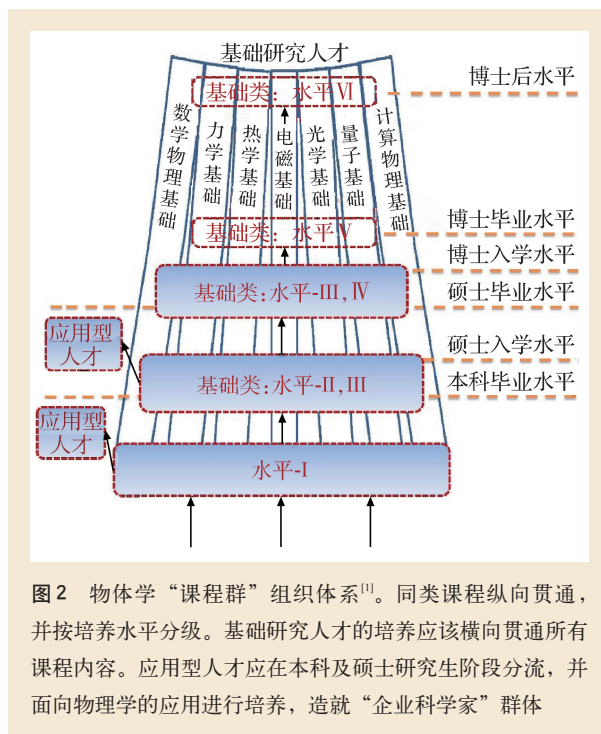 基础研究人才
博士后水平
基础类：水平VI
数学物理基础
力学基础
热学基础
电磁基础
光学基础
量子基础
计算物理基础
博士毕业水平
基础类：水平V
博士入学水平
基础类:水平-III, IV
硕士毕业水平
应用型
人才
硕士入学水平
基础类:水平-II, III
本科毕业水平
应用型
人才
水平-I
图2 物体学“课程群”组织体系[1]。同类课程纵向贯通，
并按培养水平分级。基础研究人才的培养应该横向贯通所有
课程内容。应用型人才应在本科及硕士研究生阶段分流，并
面向物理学的应用进行培养，造就“企业科学家”群体